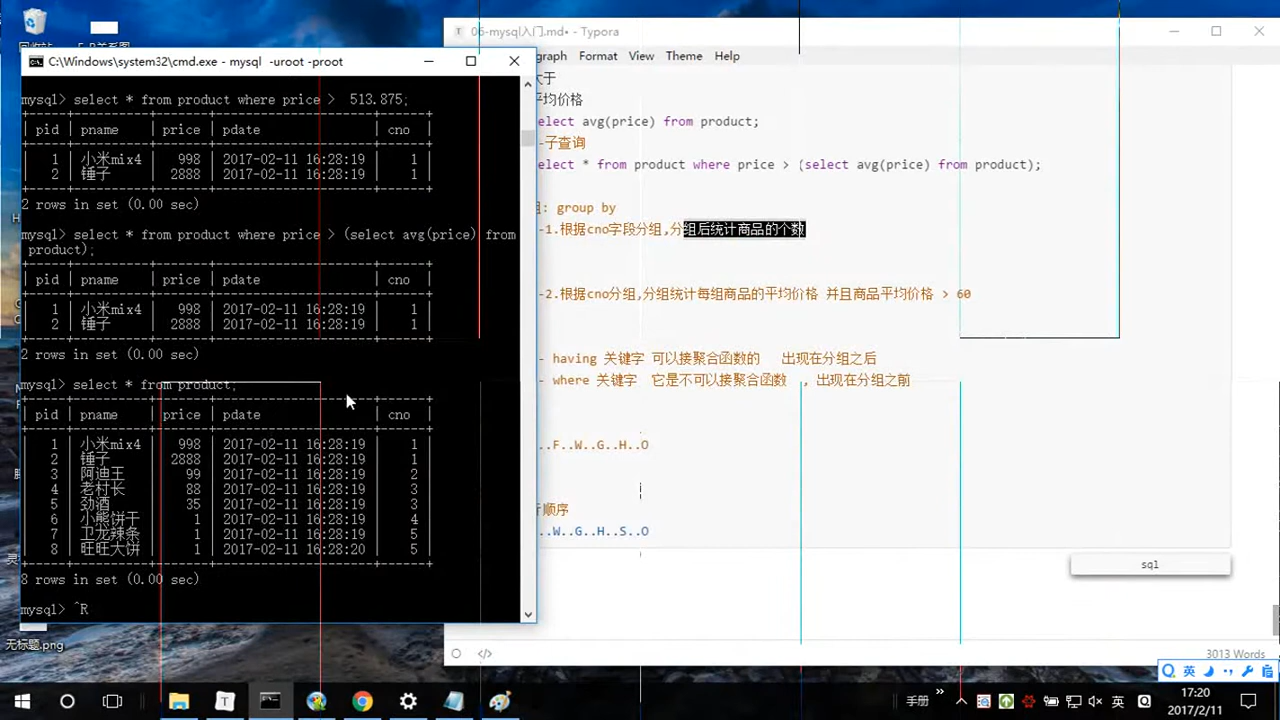 06-mysql入门.md• - Typora
graph Format View Theme Help
C:\Windows\system32\cmd.exe - mysql -uroot -proot
mysql> select * from product where price > 513.875;
| pid | pname | price | pdate | cno |
| 1 | 小米mix4 | 998 | 2017-02-11 16:28:19 | 1 |
| 2 | 锤子 | 2888 | 2017-02-11 16:28:19 | 1 |
2 rows in set (0.00 sec)
mysql> select * from product where price > (select avg(price) from
product);
| pid | pname | price | pdate | cno |
| 1 | 小米mix4 | 998 | 2017-02-11 16:28:19 | 1 |
| 2 | 锤子 | 2888 | 2017-02-11 16:28:19 | 1 |
2 rows in set (0.00 sec)
mysql> select * from product;
| pid | pname | price | pdate | cno |
| 1 | 小米mix4 | 998 | 2017-02-11 16:28:19 | 1 |
| 2 | 锤子 | 2888 | 2017-02-11 16:28:19 | 1 |
| 3 | 阿迪王 | 99 | 2017-02-11 16:28:19 | 2 |
| 4 | 老村长 | 88 | 2017-02-11 16:28:19 | 3 |
| 5 | 劲酒 | 35 | 2017-02-11 16:28:19 | 3 |
| 6 | 小熊饼干 | 1 | 2017-02-11 16:28:19 | 4 |
| 7 | 卫龙辣条 | 1 | 2017-02-11 16:28:19 | 5 |
| 8 | 旺旺大饼 | 1 | 2017-02-11 16:28:20 | 5 |
8 rows in set (0.00 sec)
mysql> ^R
大于
平均价格
elect avg(price) from product;
-子查询
elect * from product where price > (select avg(price) from product);
: group by
-1.根据cno字段分组,分组后统计商品的个数
-2.根据cno分组,分组统计每组商品的平均价格 并且商品平均价格 > 60
- having 关键字 可以接聚合函数的 出现在分组之后
- where 关键字 它是不可以接聚合函数 , 出现在分组之前
..F..W..G..H..O
行顺序
..W..G..H..S..O
sql
3013 Words
无标题.png
英
手册
英
17:20
2017/2/11